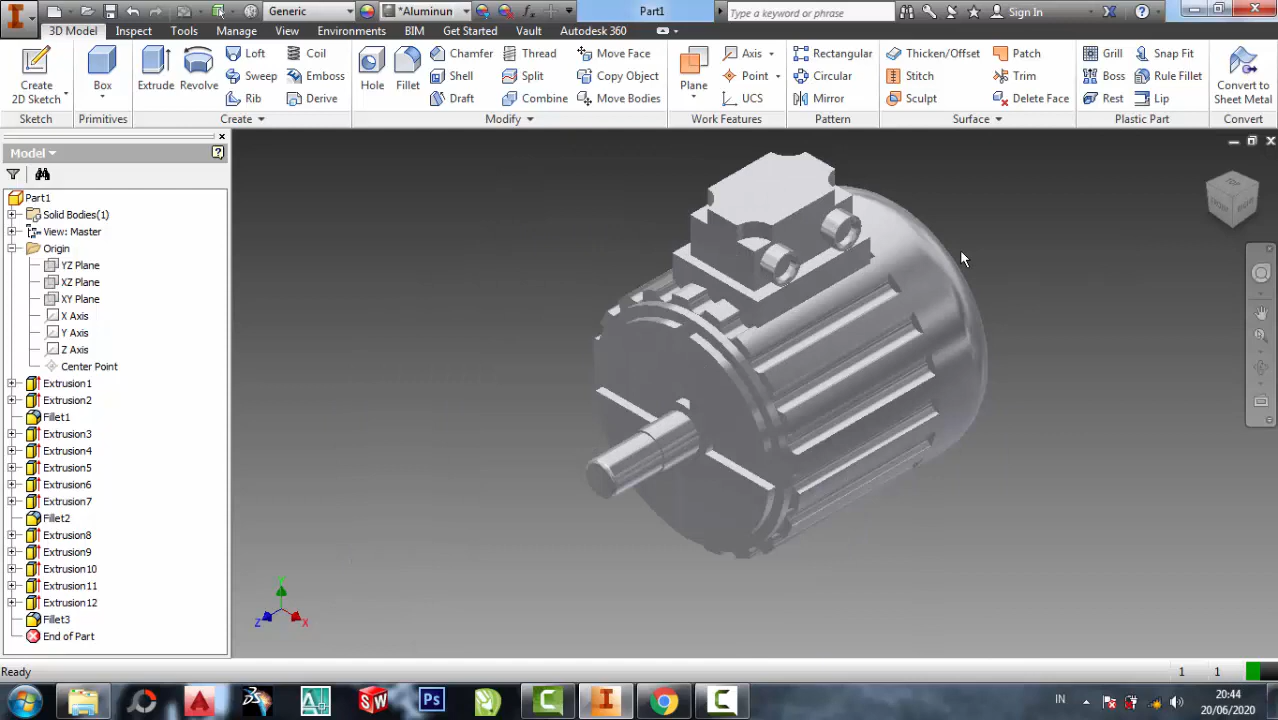 Generic
*Aluminun
Part1
Type a keyword or phrase
Sign In
3D Model
Inspect
Tools
Manage
View
Environments
BIM
Get Started
Vault
Autodesk 360
Create
2D Sketch
Sketch
Box
Primitives
Extrude
Revolve
Loft
Sweep
Rib
Coil
Emboss
Derive
Create
Hole
Fillet
Chamfer
Shell
Draft
Thread
Split
Combine
Move Face
Copy Object
Move Bodies
Modify
Plane
Axis
Point
UCS
Work Features
Rectangular
Circular
Mirror
Pattern
Thicken/Offset
Stitch
Sculpt
Patch
Trim
Delete Face
Surface
Grill
Boss
Rest
Snap Fit
Rule Fillet
Lip
Plastic Part
Convert to
Sheet Metal
Convert
Model
Part1
Solid Bodies(1)
View: Master
Origin
YZ Plane
XZ Plane
XY Plane
X Axis
Y Axis
Z Axis
Center Point
Extrusion1
Extrusion2
Fillet1
Extrusion3
Extrusion4
Extrusion5
Extrusion6
Extrusion7
Fillet2
Extrusion8
Extrusion9
Extrusion10
Extrusion11
Extrusion12
Fillet3
End of Part
Z
X
Ready
1
1
SW
Ps
IN
20:44
20/06/2020